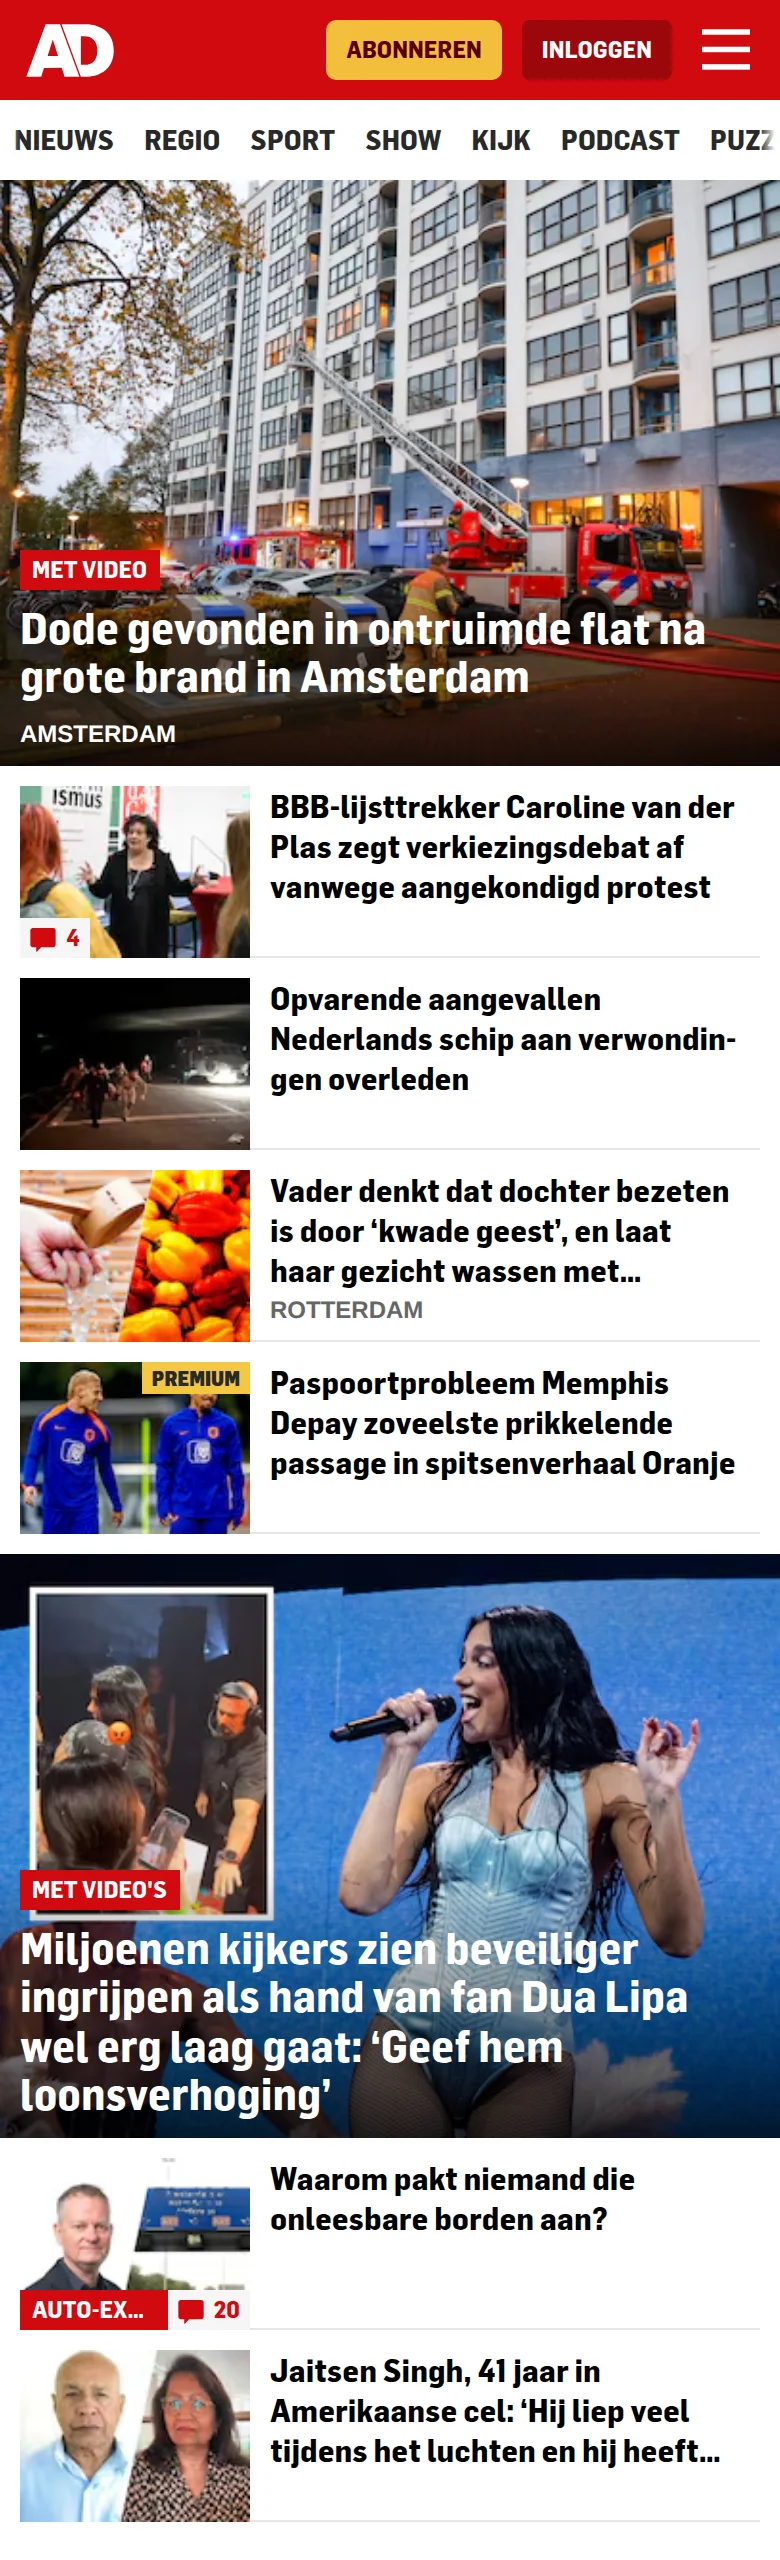 AD
ABONNEREN
INLOGGEN
NIEUWS REGIO SPORT SHOW KIJK PODCAST PUZZ
MET VIDEO
Dode gevonden in ontruimde flat na
grote brand in Amsterdam
AMSTERDAM
ismus
4
BBB-lijsttrekker Caroline van der
Plas zegt verkiezingsdebat af
vanwege aangekondigd protest
Opvarende aangevallen
Nederlands schip aan verwondin-
gen overleden
Vader denkt dat dochter bezeten
is door ‘kwade geest’, en laat
haar gezicht wassen met...
ROTTERDAM
PREMIUM
Paspoortprobleem Memphis
Depay zoveelste prikkelende
passage in spitsenverhaal Oranje
MET VIDEO'S
Miljoenen kijkers zien beveiliger
ingrijpen als hand van fan Dua Lipa
wel erg laag gaat: ‘Geef hem
loonsverhoging’
AUTO-EX...
20
Waarom pakt niemand die
onleesbare borden aan?
Jaitsen Singh, 41 jaar in
Amerikaanse cel: ‘Hij liep veel
tijdens het luchten en hij heeft...